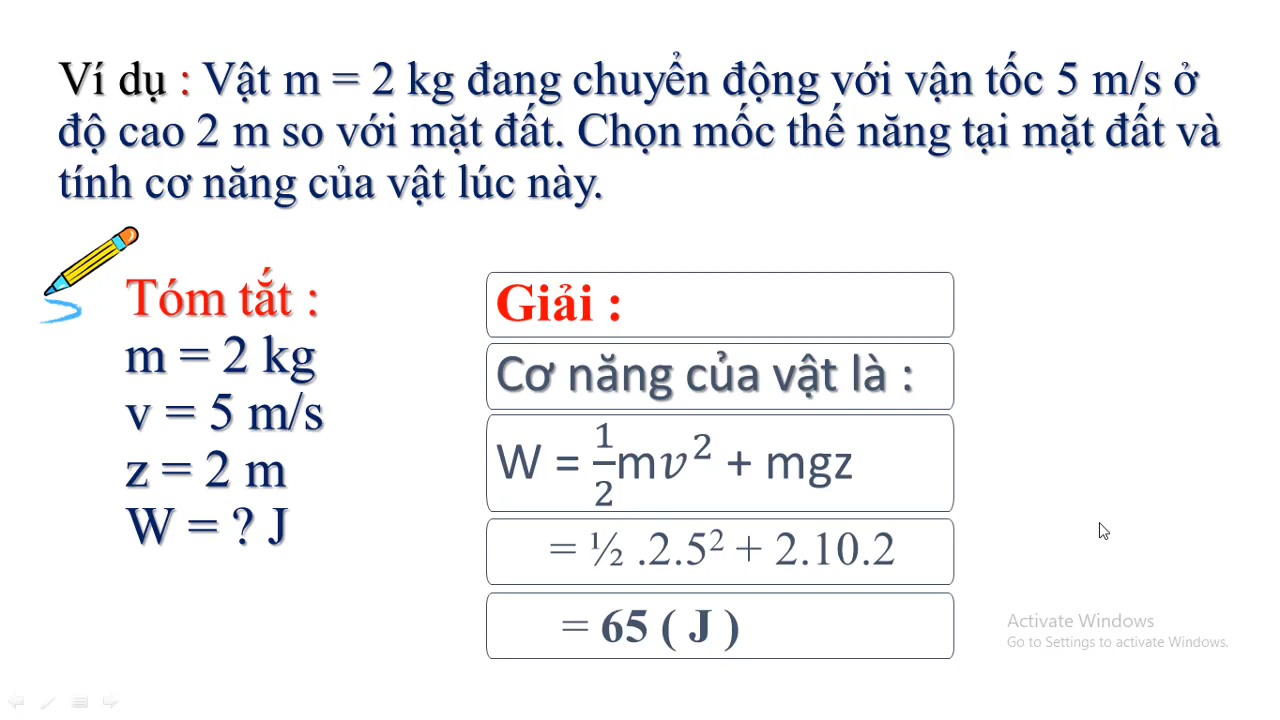 Ví dụ : Vật m = 2 kg đang chuyển động với vận tốc 5 m/s ở
độ cao 2 m so với mặt đất. Chọn mốc thế năng tại mặt đất và
tính cơ năng của vật lúc này.
Tóm tắt :
m = 2 kg
v = 5 m/s
z = 2 m
W = ? J
Giải :
Cơ năng của vật là :
W = 1/2 mv² + mgz
= ½ .2.5² + 2.10.2
= 65 ( J )
Activate Windows
Go to Settings to activate Windows.